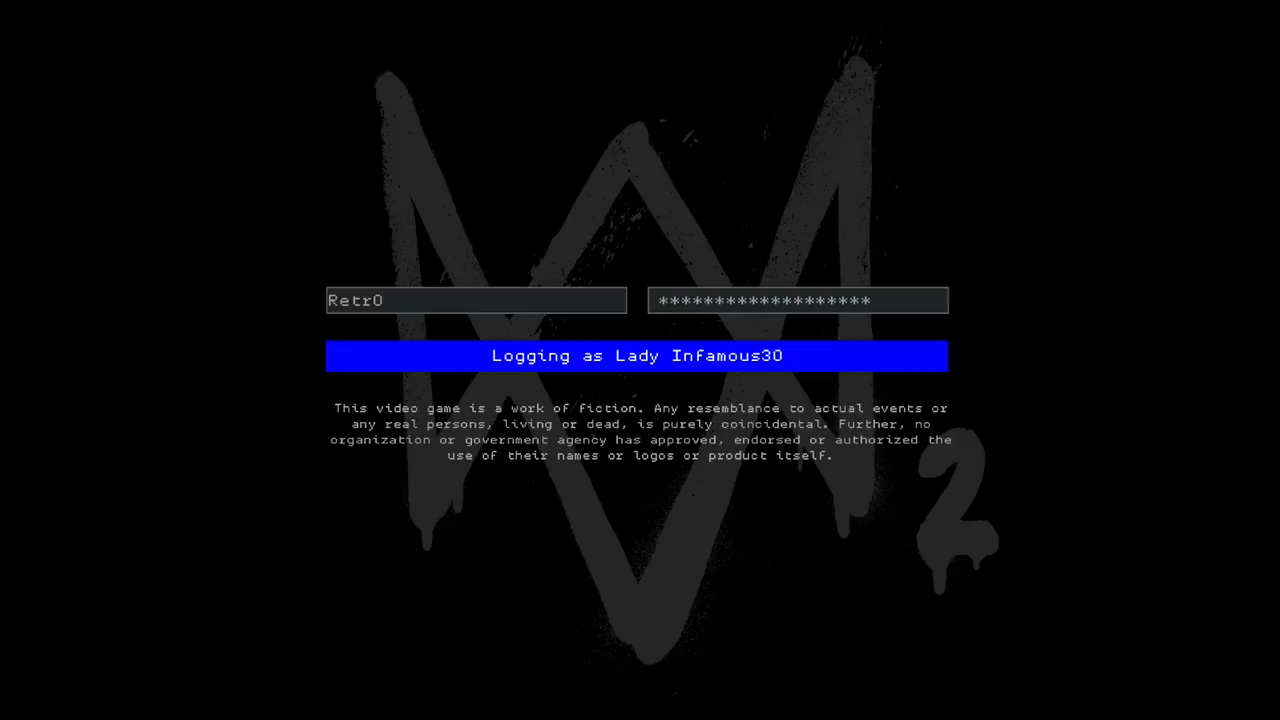 Retr0
*******************
Logging as Lady Infamous30
This video game is a work of fiction. Any resemblance to actual events or
any real persons, living or dead, is purely coincidental. Further, no
organization or government agency has approved, endorsed or authorized the
use of their names or logos or product itself.
2